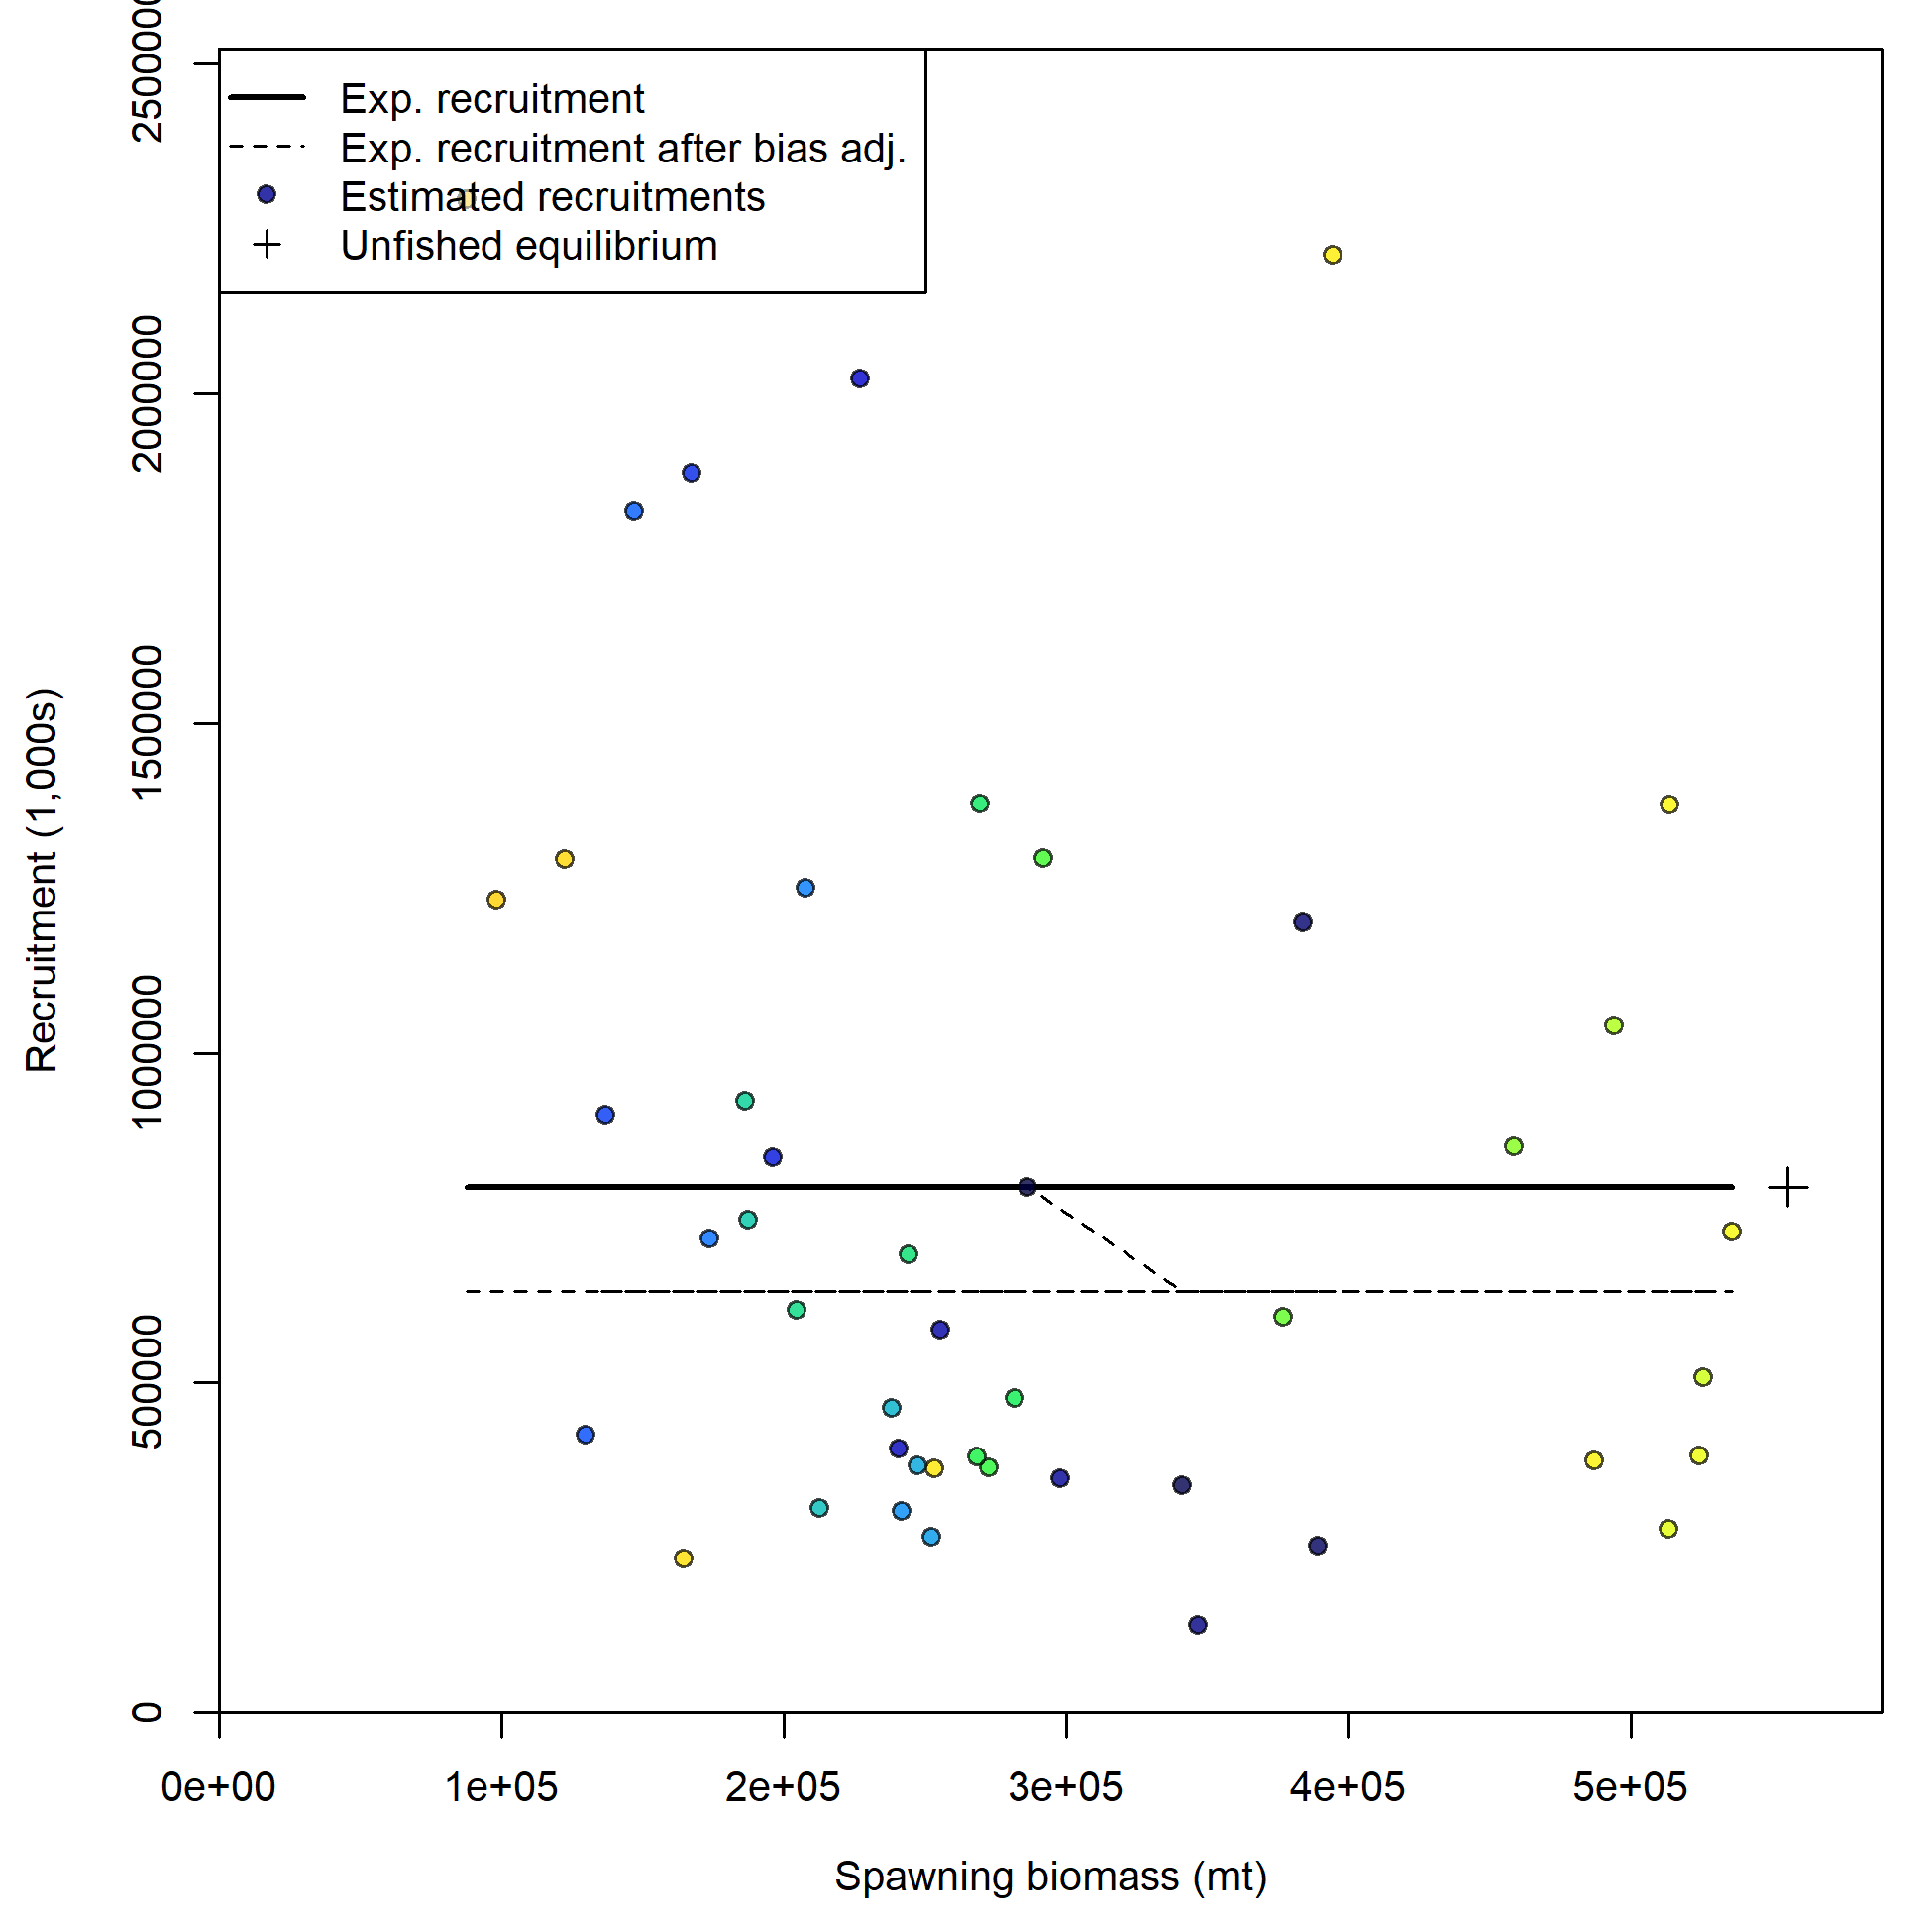 Exp. recruitment
Exp. recruitment after bias adj.
Estimated recruitments
Unfished equilibrium
Recruitment (1,000s)
2000000
1500000
1000000
500000
0
0e+00 1e+05 2e+05 3e+05 4e+05 5e+05
Spawning biomass (mt)